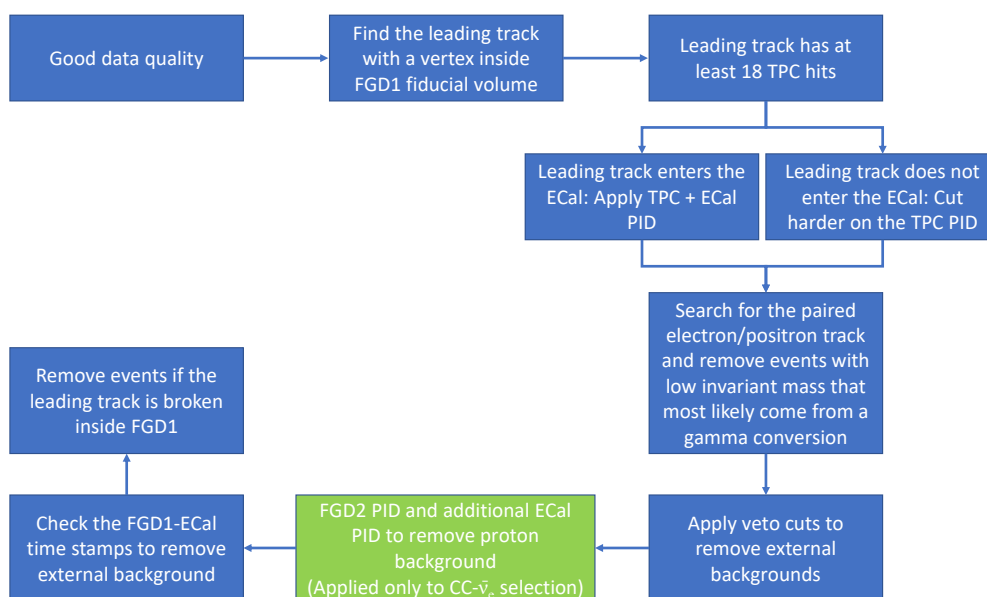 Good data quality
Find the leading track
with a vertex inside
FGD1 fiducial volume
Leading track has at
least 18 TPC hits
Leading track enters the
ECal: Apply TPC + ECal
PID
Leading track does not
enter the ECal: Cut
harder on the TPC PID
Search for the paired
electron/positron track
and remove events with
low invariant mass that
most likely come from a
gamma conversion
Apply veto cuts to
remove external
backgrounds
FGD2 PID and additional ECal
PID to remove proton
background
(Applied only to CC-ν̄ₑ selection)
Check the FGD1-ECal
time stamps to remove
external background
Remove events if the
leading track is broken
inside FGD1